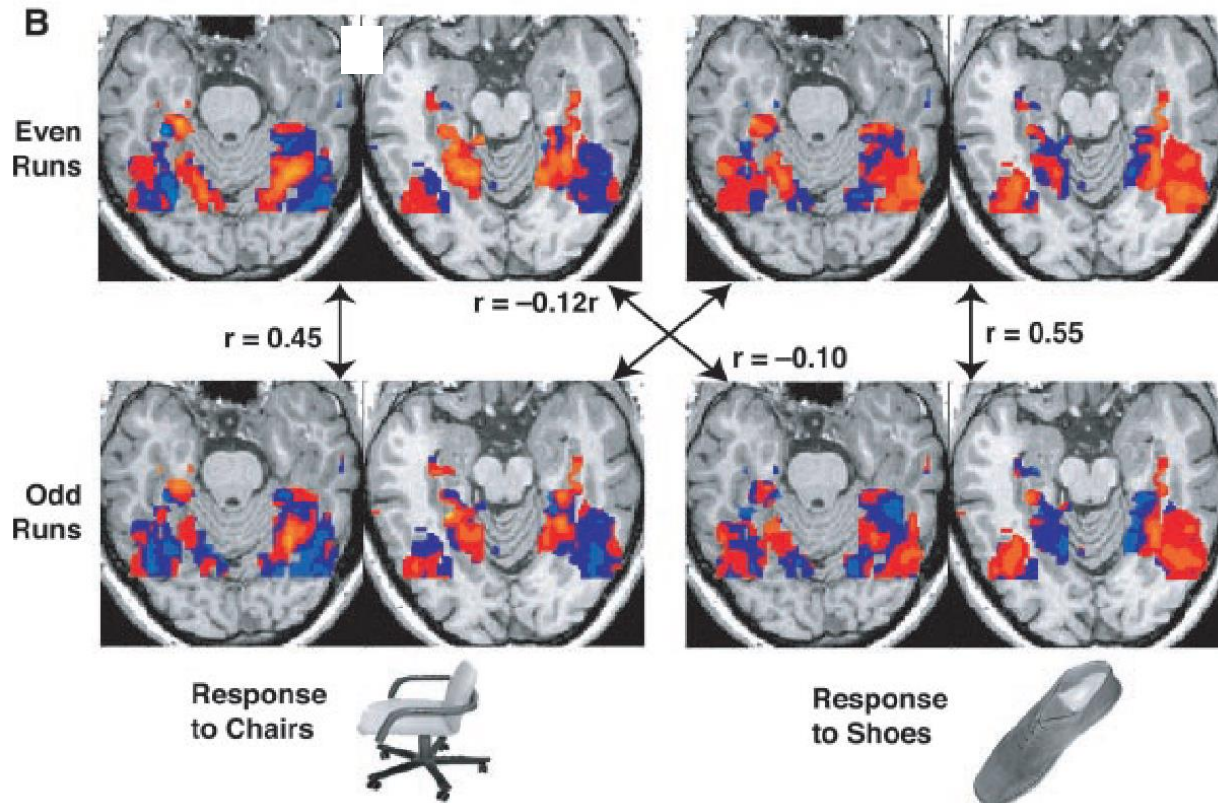 B
Even
Runs
r = 0.45
r = –0.12r
r = –0.10
r = 0.55
Odd
Runs
Response
to Chairs
Response
to Shoes